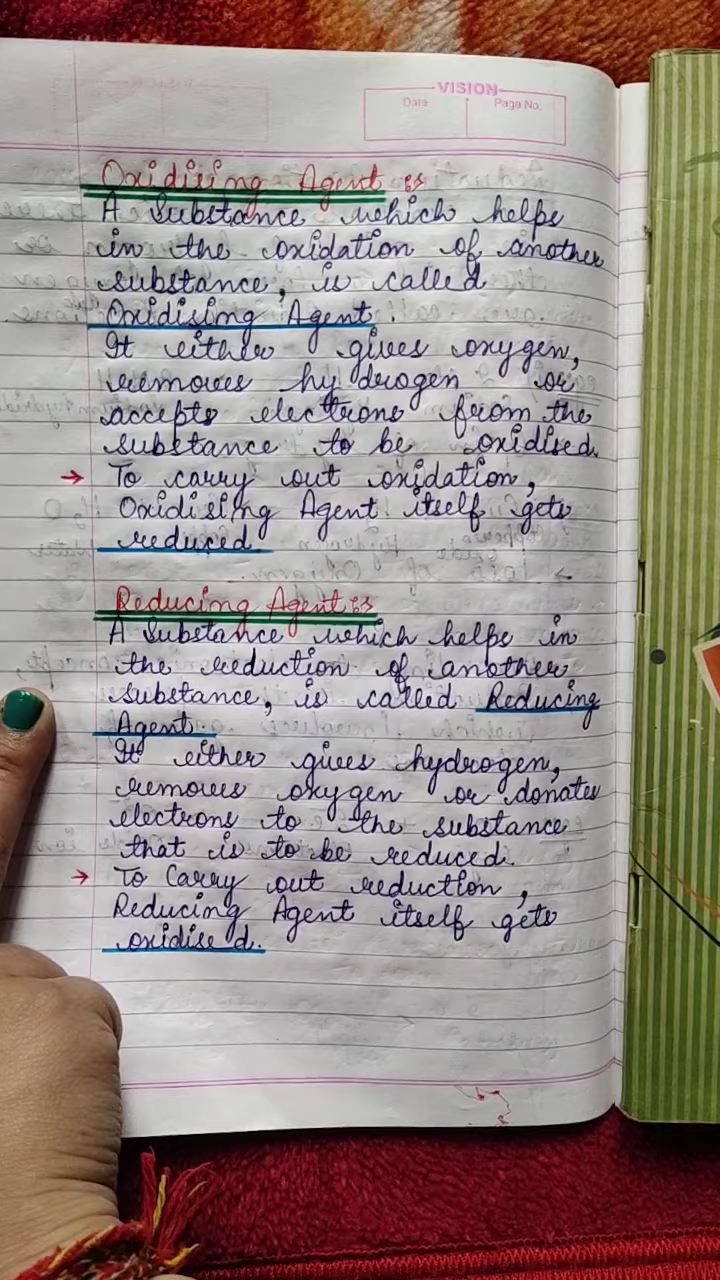 VISION
Date
Page No.
Oxidising Agent :-
A Substance which helps
in the oxidation of another
substance, is called
Oxidising Agent.
It either gives oxygen,
removes hydrogen or
accepts electrons from the
substance to be oxidised.
→ To carry out oxidation,
Oxidising Agent itself gets
reduced.
Reducing Agent :-
A Substance which helps in
the reduction of another
substance, is called Reducing
Agent.
It either gives hydrogen,
removes oxygen or donates
electrons to the substance
that is to be reduced.
→ To Carry out reduction,
Reducing Agent itself gets
oxidised.